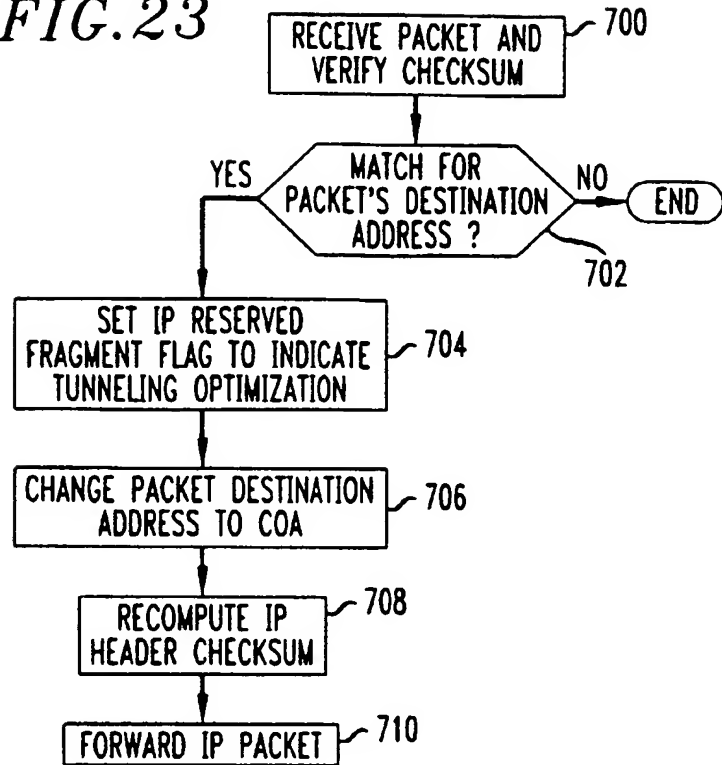 FIG.23
RECEIVE PACKET AND
VERIFY CHECKSUM
700
MATCH FOR
PACKET'S DESTINATION
ADDRESS ?
702
YES
NO
END
SET IP RESERVED
FRAGMENT FLAG TO INDICATE
TUNNELING OPTIMIZATION
704
CHANGE PACKET DESTINATION
ADDRESS TO COA
706
RECOMPUTE IP
HEADER CHECKSUM
708
FORWARD IP PACKET
710